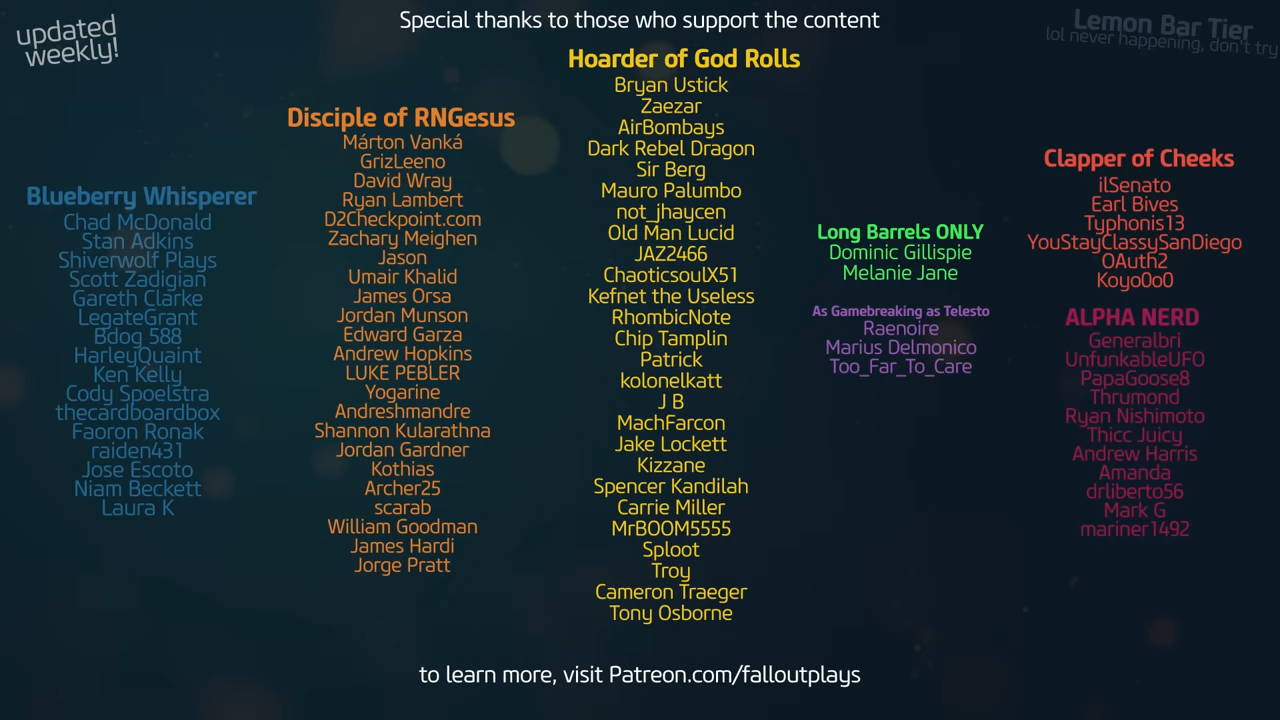 updated
weekly!
Special thanks to those who support the content
Lemon Bar Tier
lol never happening, don't try
Blueberry Whisperer
Chad McDonald
Stan Adkins
Shiverwolf Plays
Scott Zadigian
Gareth Clarke
LegateGrant
Bdog 588
HarleyQuaint
Ken Kelly
Cody Spoelstra
thecardboardbox
Faoron Ronak
raiden431
Jose Escoto
Niam Beckett
Laura K
Disciple of RNGesus
Márton Vanká
GrizLeeno
David Wray
Ryan Lambert
D2Checkpoint.com
Zachary Meighen
Jason
Umair Khalid
James Orsa
Jordan Munson
Edward Garza
Andrew Hopkins
LUKE PEBLER
Yogarine
Andreshmandre
Shannon Kularathna
Jordan Gardner
Kothias
Archer25
scarab
William Goodman
James Hardi
Jorge Pratt
Hoarder of God Rolls
Bryan Ustick
Zaezar
AirBombays
Dark Rebel Dragon
Sir Berg
Mauro Palumbo
not_jhaycen
Old Man Lucid
JAZ2466
ChaoticsoulX51
Kefnet the Useless
RhombicNote
Chip Tamplin
Patrick
kolonelkatt
J B
MachFarcon
Jake Lockett
Kizzane
Spencer Kandilah
Carrie Miller
MrBOOM5555
Sploot
Troy
Cameron Traeger
Tony Osborne
Long Barrels ONLY
Dominic Gillispie
Melanie Jane
As Gamebreaking as Telesto
Raenoire
Marius Delmonico
Too_Far_To_Care
Clapper of Cheeks
ilSenato
Earl Bives
Typhonis13
YouStayClassySanDiego
OAuth2
Koyo0o0
ALPHA NERD
Generalbri
UnfunkableUFO
PapaGoose8
Thrumond
Ryan Nishimoto
Thicc Juicy
Andrew Harris
Amanda
drliberto56
Mark G
mariner1492
to learn more, visit Patreon.com/falloutplays